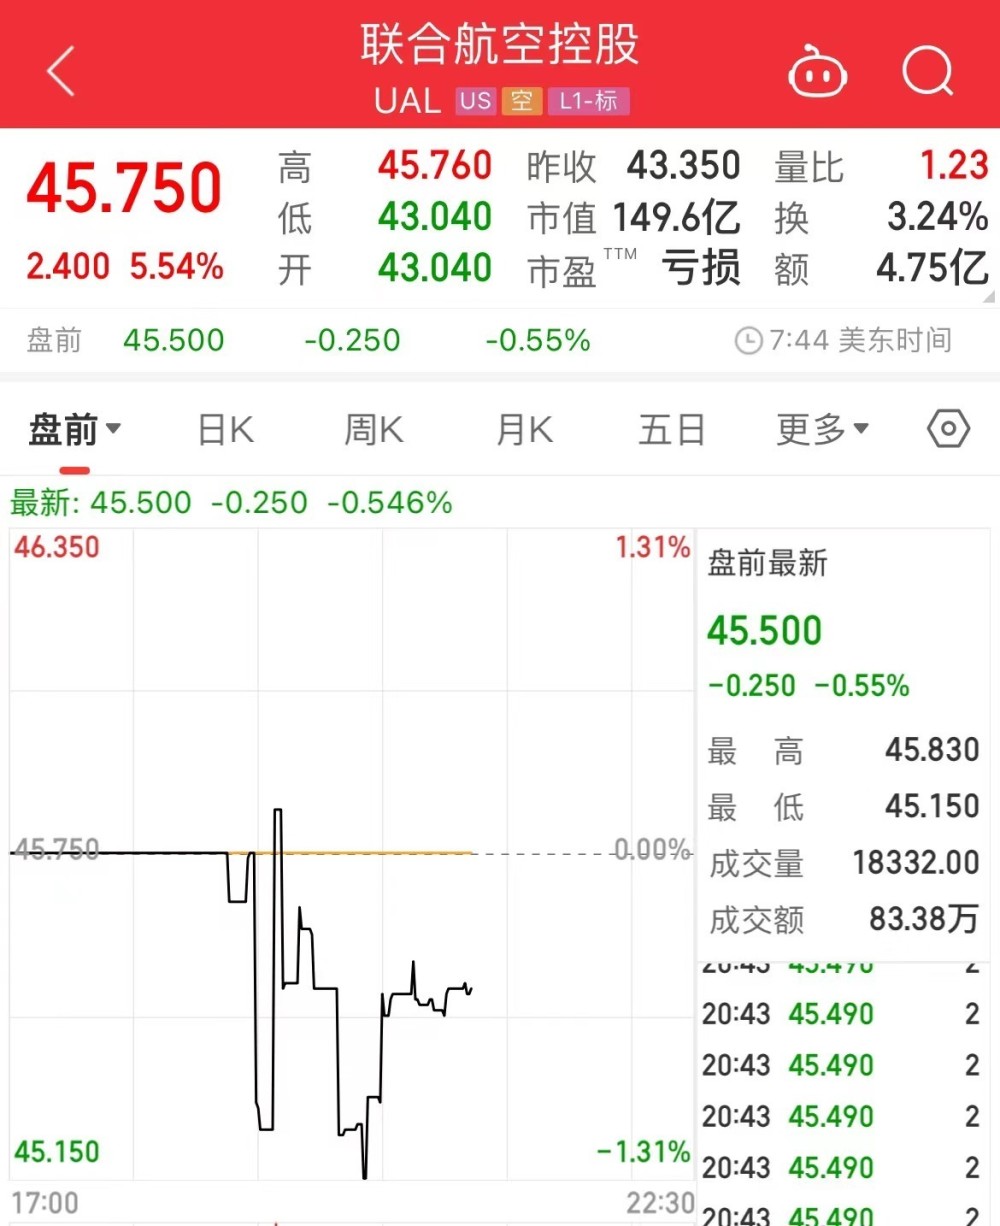 联合航空控股
UAL US 空 L1-标
45.750
2.400 5.54%
高 45.760 昨收 43.350 量比 1.23
低 43.040 市值 149.6亿 换 3.24%
开 43.040 市盈TTM 亏损 额 4.75亿
盘前 45.500 -0.250 -0.55% 7:44 美东时间
盘前 日K 周K 月K 五日 更多
最新: 45.500 -0.250 -0.546%
46.350 1.31%
45.750 0.00%
45.150 -1.31%
17:00 22:30
盘前最新
45.500
-0.250 -0.55%
最高 45.830
最低 45.150
成交量 18332.00
成交额 83.38万
20:43 45.490 2
20:43 45.490 2
20:43 45.490 2
20:43 45.490 2
20:43 45.490 2
20:43 45.490 2